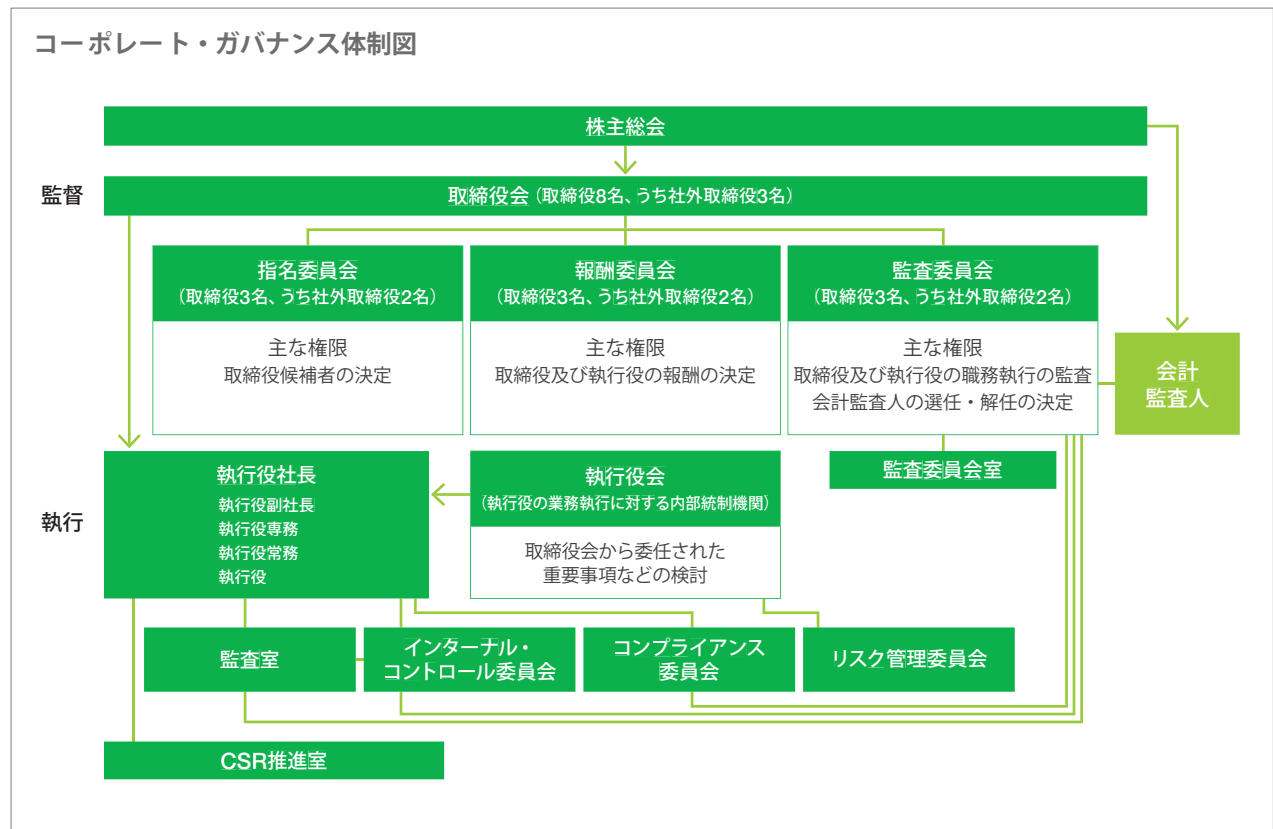 コーポレート・ガバナンス体制図
株主総会
監督
取締役会（取締役8名、うち社外取締役3名）
指名委員会
（取締役3名、うち社外取締役2名）
主な権限
取締役候補者の決定
報酬委員会
（取締役3名、うち社外取締役2名）
主な権限
取締役及び執行役の報酬の決定
監査委員会
（取締役3名、うち社外取締役2名）
主な権限
取締役及び執行役の職務執行の監査
会計監査人の選任・解任の決定
会計
監査人
監査委員会室
執行
執行役社長
執行役副社長
執行役専務
執行役常務
執行役
執行役会
（執行役の業務執行に対する内部統制機関）
取締役会から委任された
重要事項などの検討
監査室
インターナル・
コントロール委員会
コンプライアンス
委員会
リスク管理委員会
CSR推進室